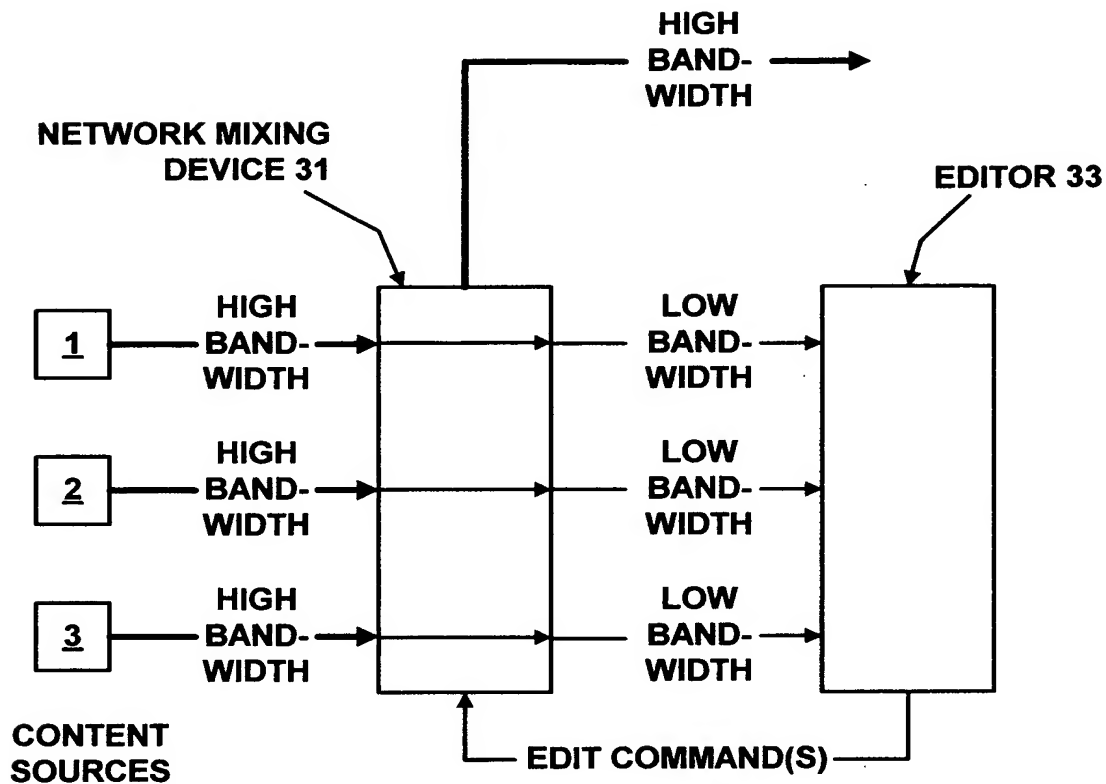 HIGH
BAND-
WIDTH
NETWORK MIXING
DEVICE 31
EDITOR 33
1
HIGH
BAND-
WIDTH
LOW
BAND-
WIDTH
2
HIGH
BAND-
WIDTH
LOW
BAND-
WIDTH
3
HIGH
BAND-
WIDTH
LOW
BAND-
WIDTH
CONTENT
SOURCES
EDIT COMMAND(S)